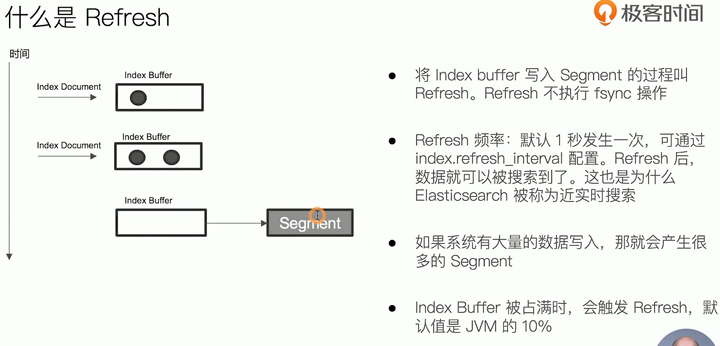 什么是 Refresh
极客时间
时间
Index Buffer
Index Document
Index Buffer
Index Document
Index Buffer
Segment
● 将 Index buffer 写入 Segment 的过程叫
Refresh。Refresh 不执行 fsync 操作
● Refresh 频率：默认 1 秒发生一次，可通过
index.refresh_interval 配置。Refresh 后，
数据就可以被搜索到了。这也是为什么
Elasticsearch 被称为近实时搜索
● 如果系统有大量的数据写入，那就会产生很
多的 Segment
● Index Buffer 被占满时，会触发 Refresh，默
认值是 JVM 的 10%